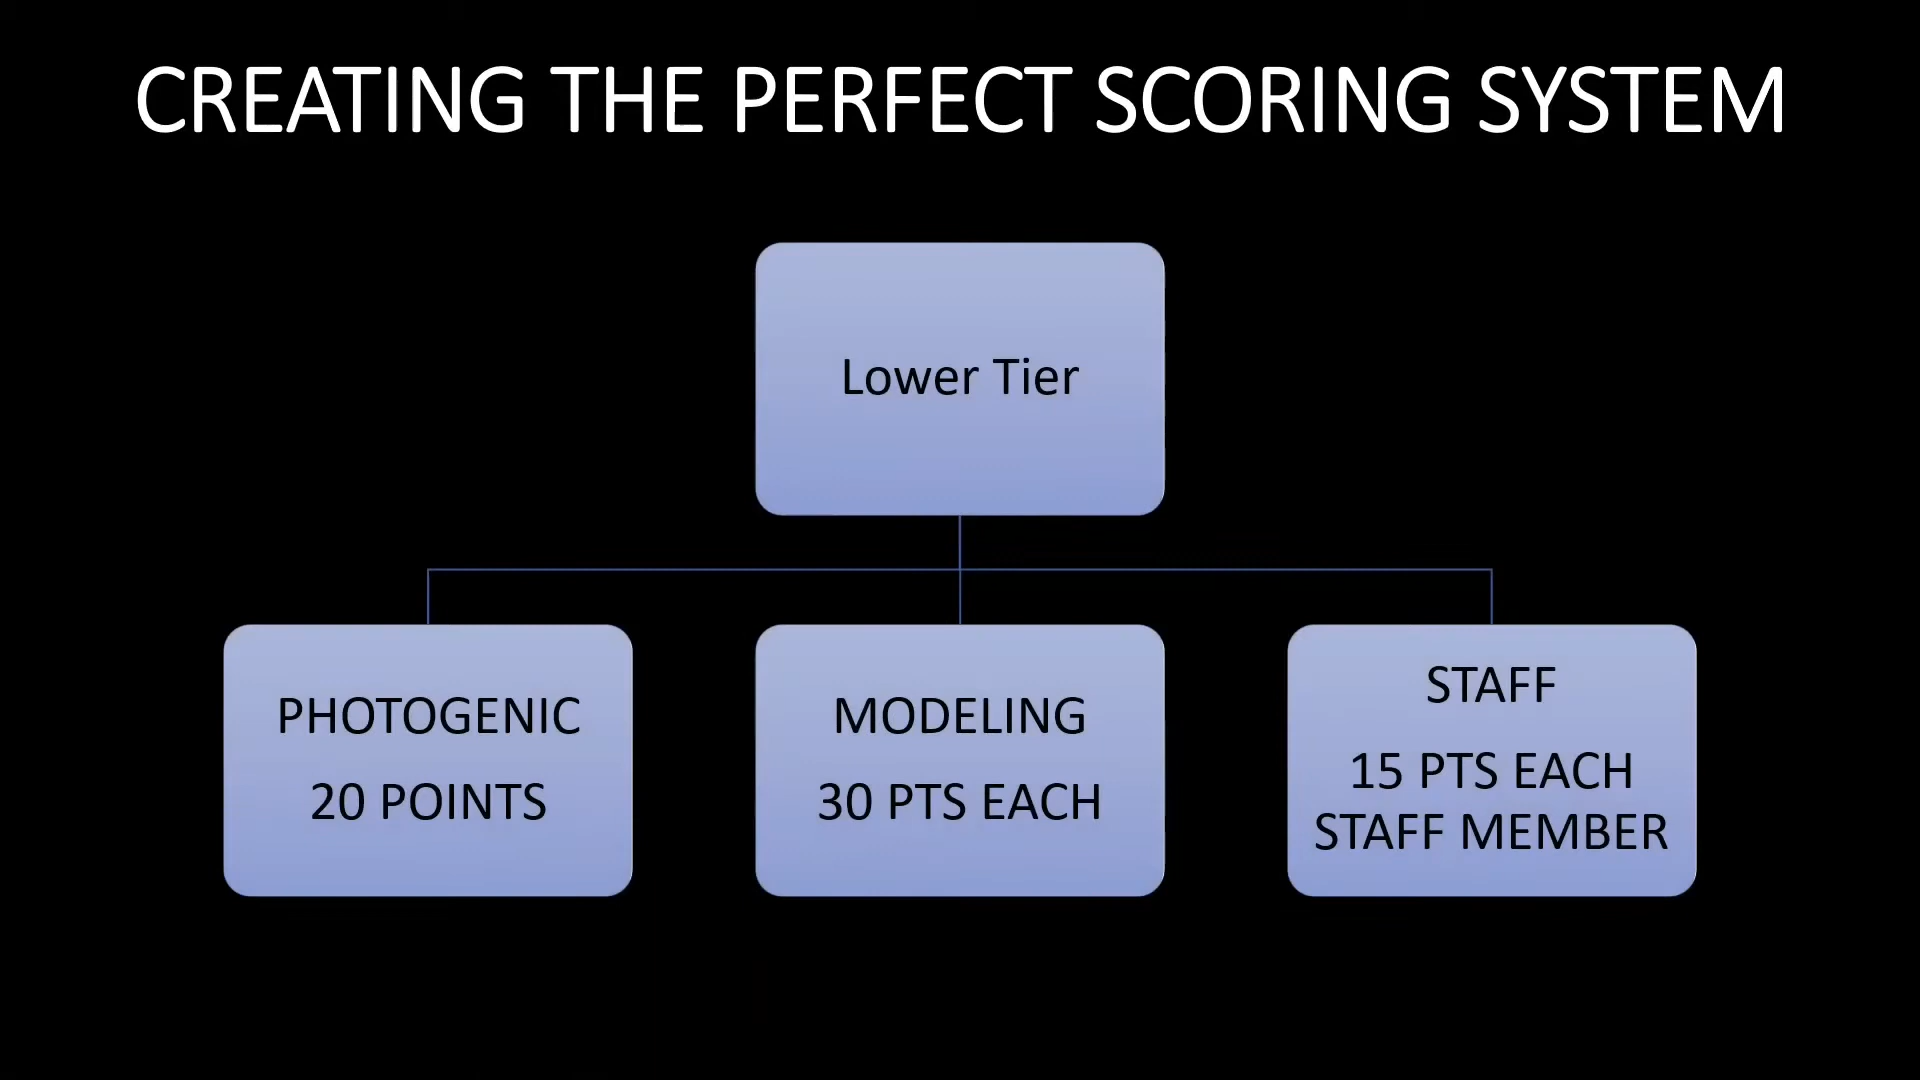 CREATING THE PERFECT SCORING SYSTEM
Lower Tier
PHOTOGENIC
20 POINTS
MODELING
30 PTS EACH
STAFF
15 PTS EACH
STAFF MEMBER